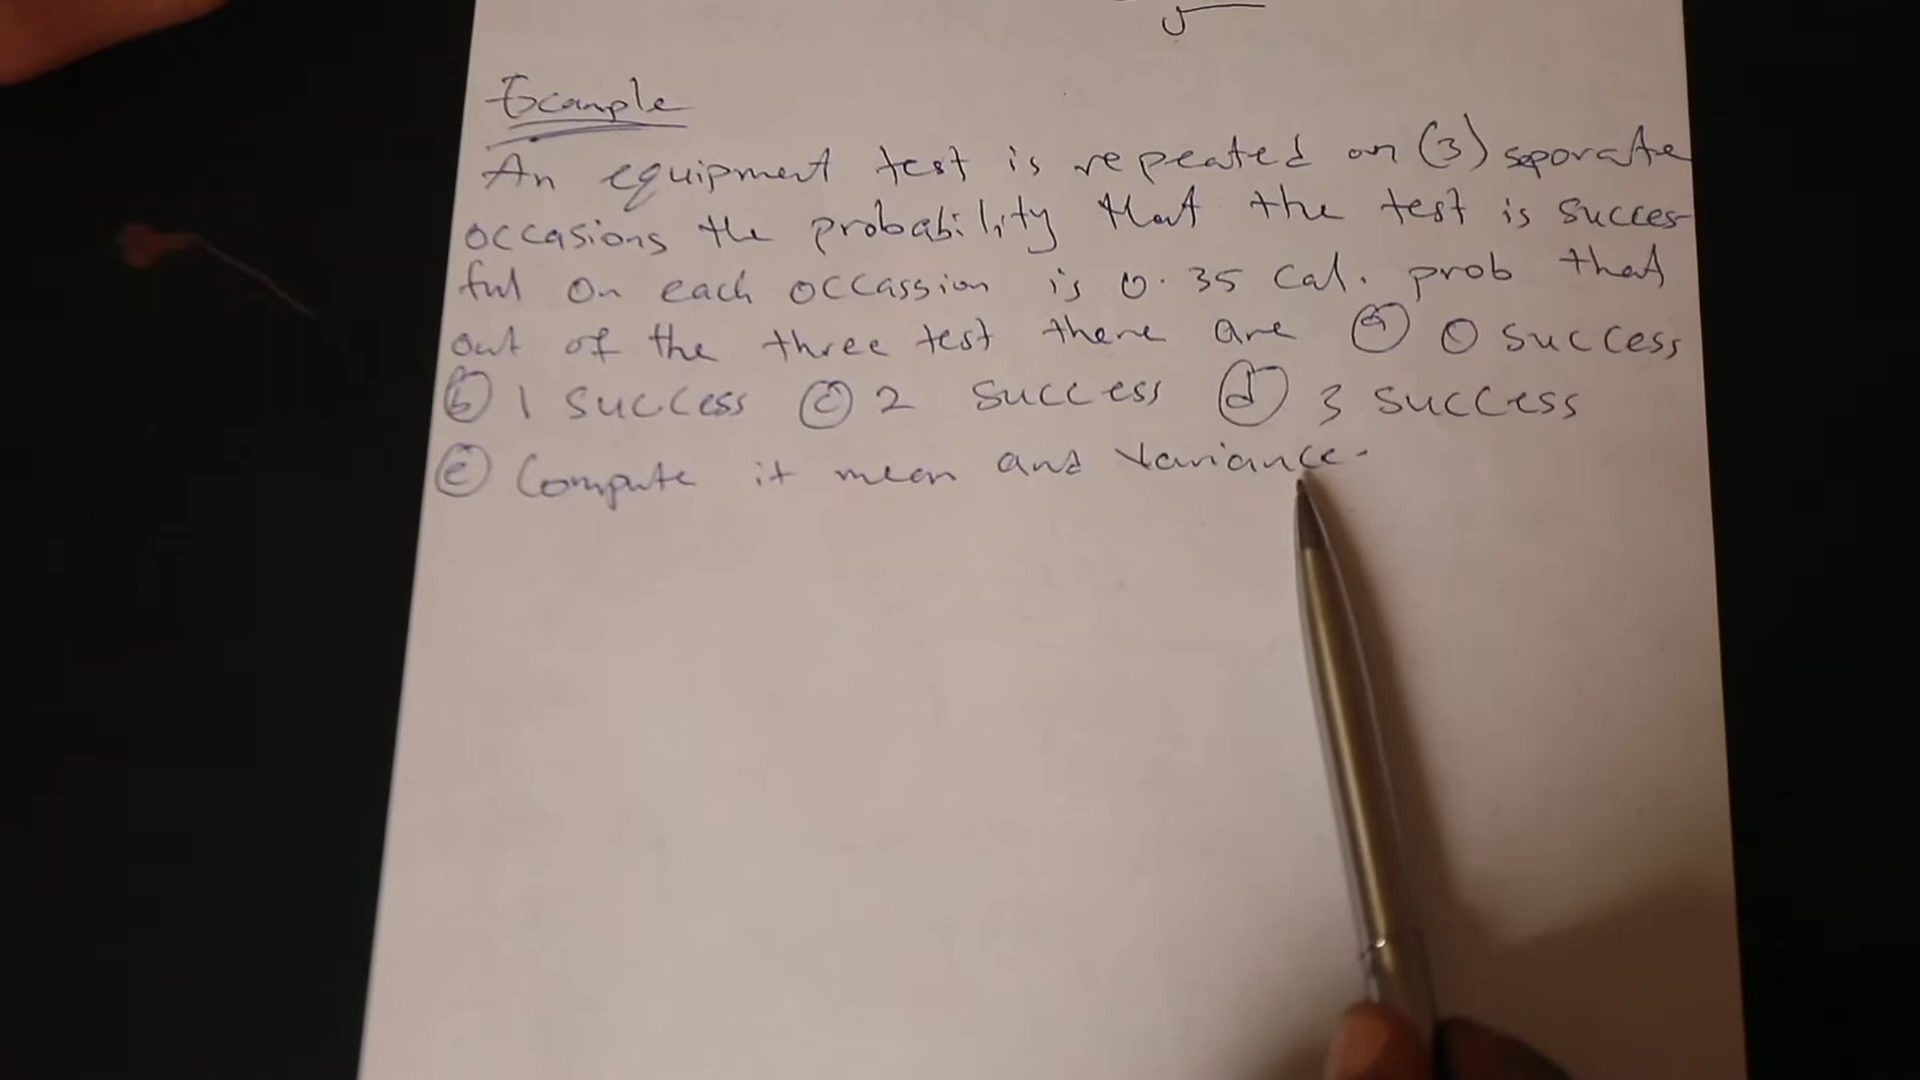 Example
An equipment test is repeated on (3) separate
occasions the probability that the test is succes-
ful on each occassion is 0.35 Cal. prob that
out of the three test there are (a) 0 success
(b) 1 success (c) 2 success (d) 3 success
(e) Compute it mean and variance.